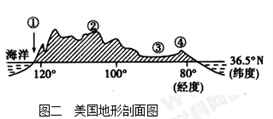 ① ② ③ ④
海洋 36.5°N
(纬度)
120° 100° 80°
(经度)
图二 美国地形剖面图